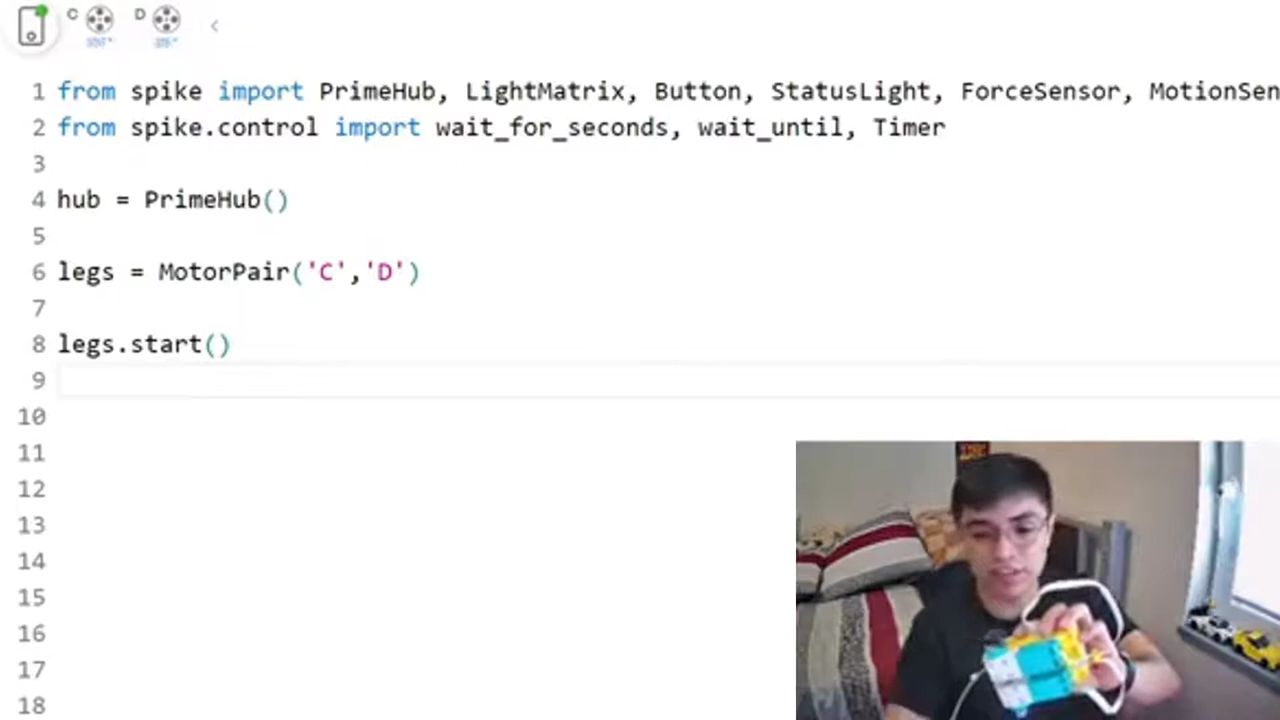 C D
1 from spike import PrimeHub, LightMatrix, Button, StatusLight, ForceSensor, MotionSen
2 from spike.control import wait_for_seconds, wait_until, Timer
3
4 hub = PrimeHub()
5
6 legs = MotorPair('C','D')
7
8 legs.start()
9
10
11
12
13
14
15
16
17
18